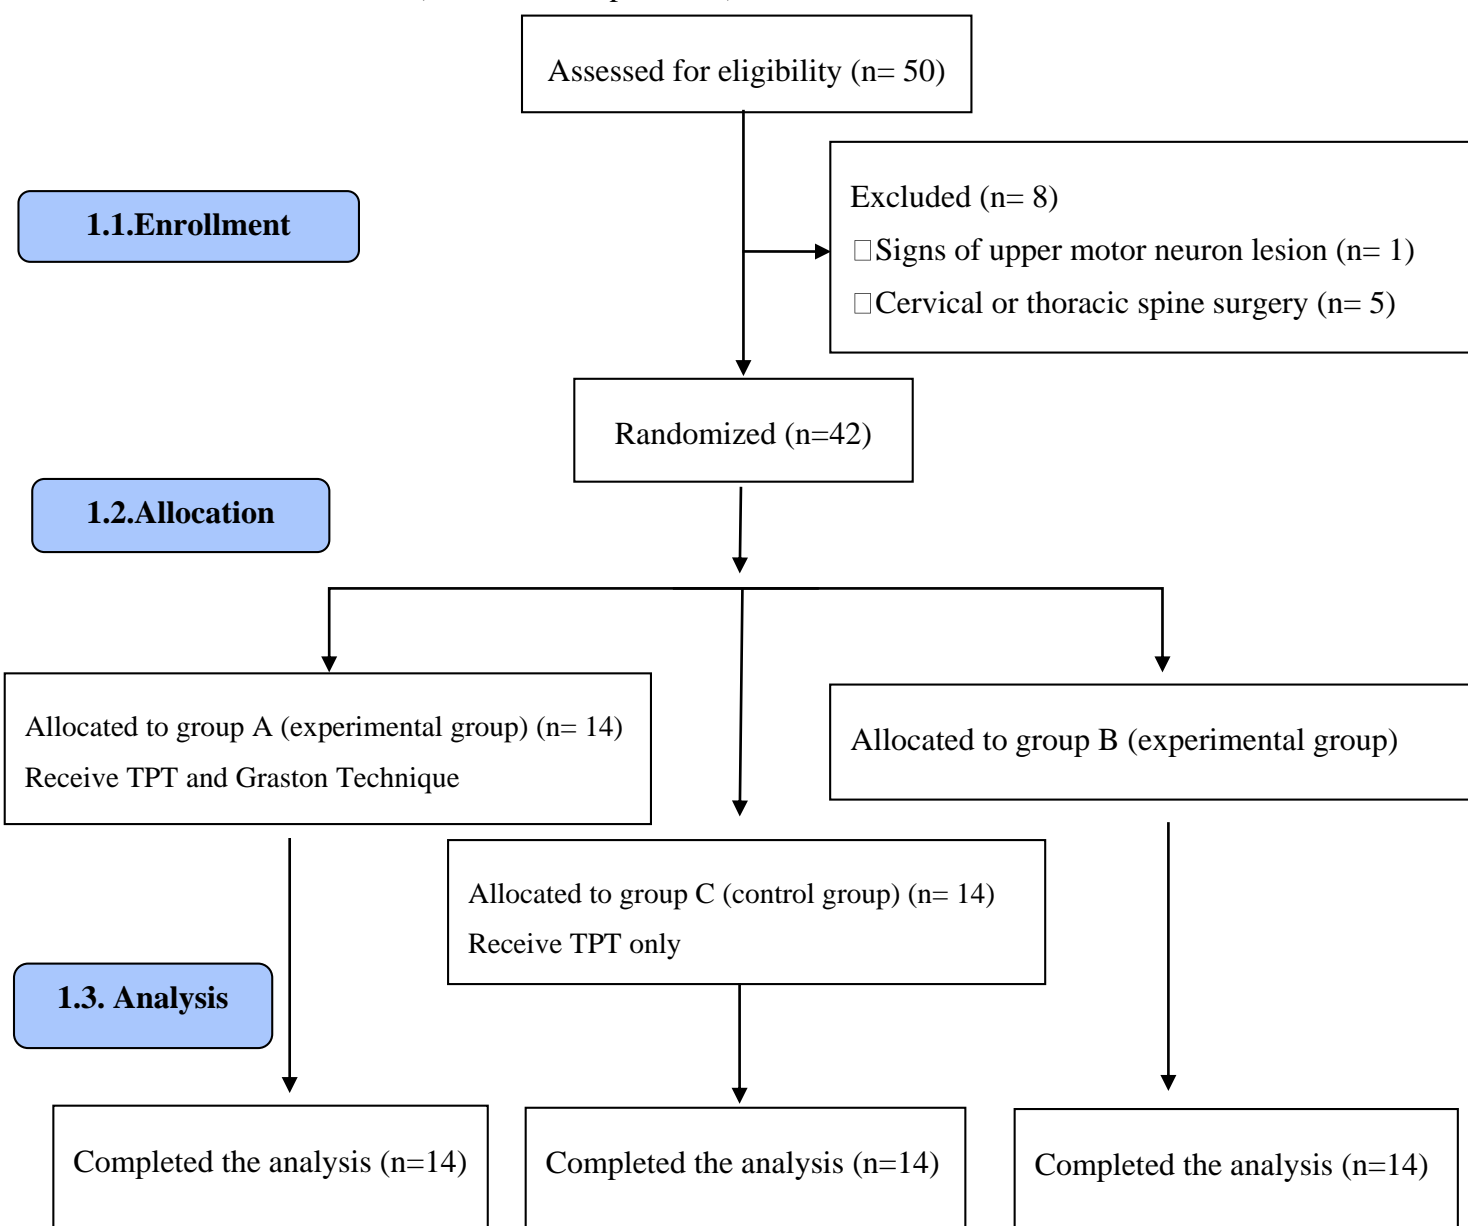 Assessed for eligibility (n= 50)
1.1.Enrollment
Excluded (n= 8)
□Signs of upper motor neuron lesion (n= 1)
□Cervical or thoracic spine surgery (n= 5)
Randomized (n=42)
1.2.Allocation
Allocated to group A (experimental group) (n= 14)
Receive TPT and Graston Technique
Allocated to group B (experimental group)
Allocated to group C (control group) (n= 14)
Receive TPT only
1.3. Analysis
Completed the analysis (n=14)
Completed the analysis (n=14)
Completed the analysis (n=14)